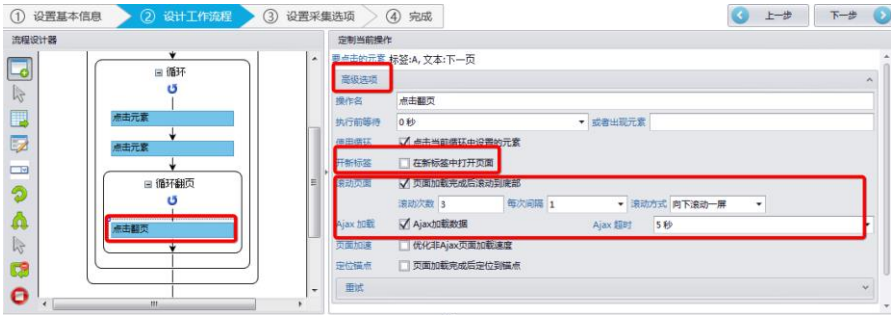 1 设置基本信息 2 设计工作流程 3 设置采集选项 4 完成 上一步 下一步
流程设计器 定制当前操作
要点击的元素 标签:A, 文本:下一页
循环
高级选项
操作名 点击翻页
点击元素
执行前等待 0 秒 或者出现元素
使用循环 点击当前循环中设置的元素
点击元素
开新标签 在新标签中打开页面
循环翻页
滚动页面 页面加载完成后滚动到底部
滚动次数 3 每次间隔 1 滚动方式 向下滚动一屏
点击翻页
Ajax 加载 Ajax加载数据 Ajax 超时 5 秒
页面加速 优化非Ajax页面加载速度
定位锚点 页面加载完成后定位到锚点
重试